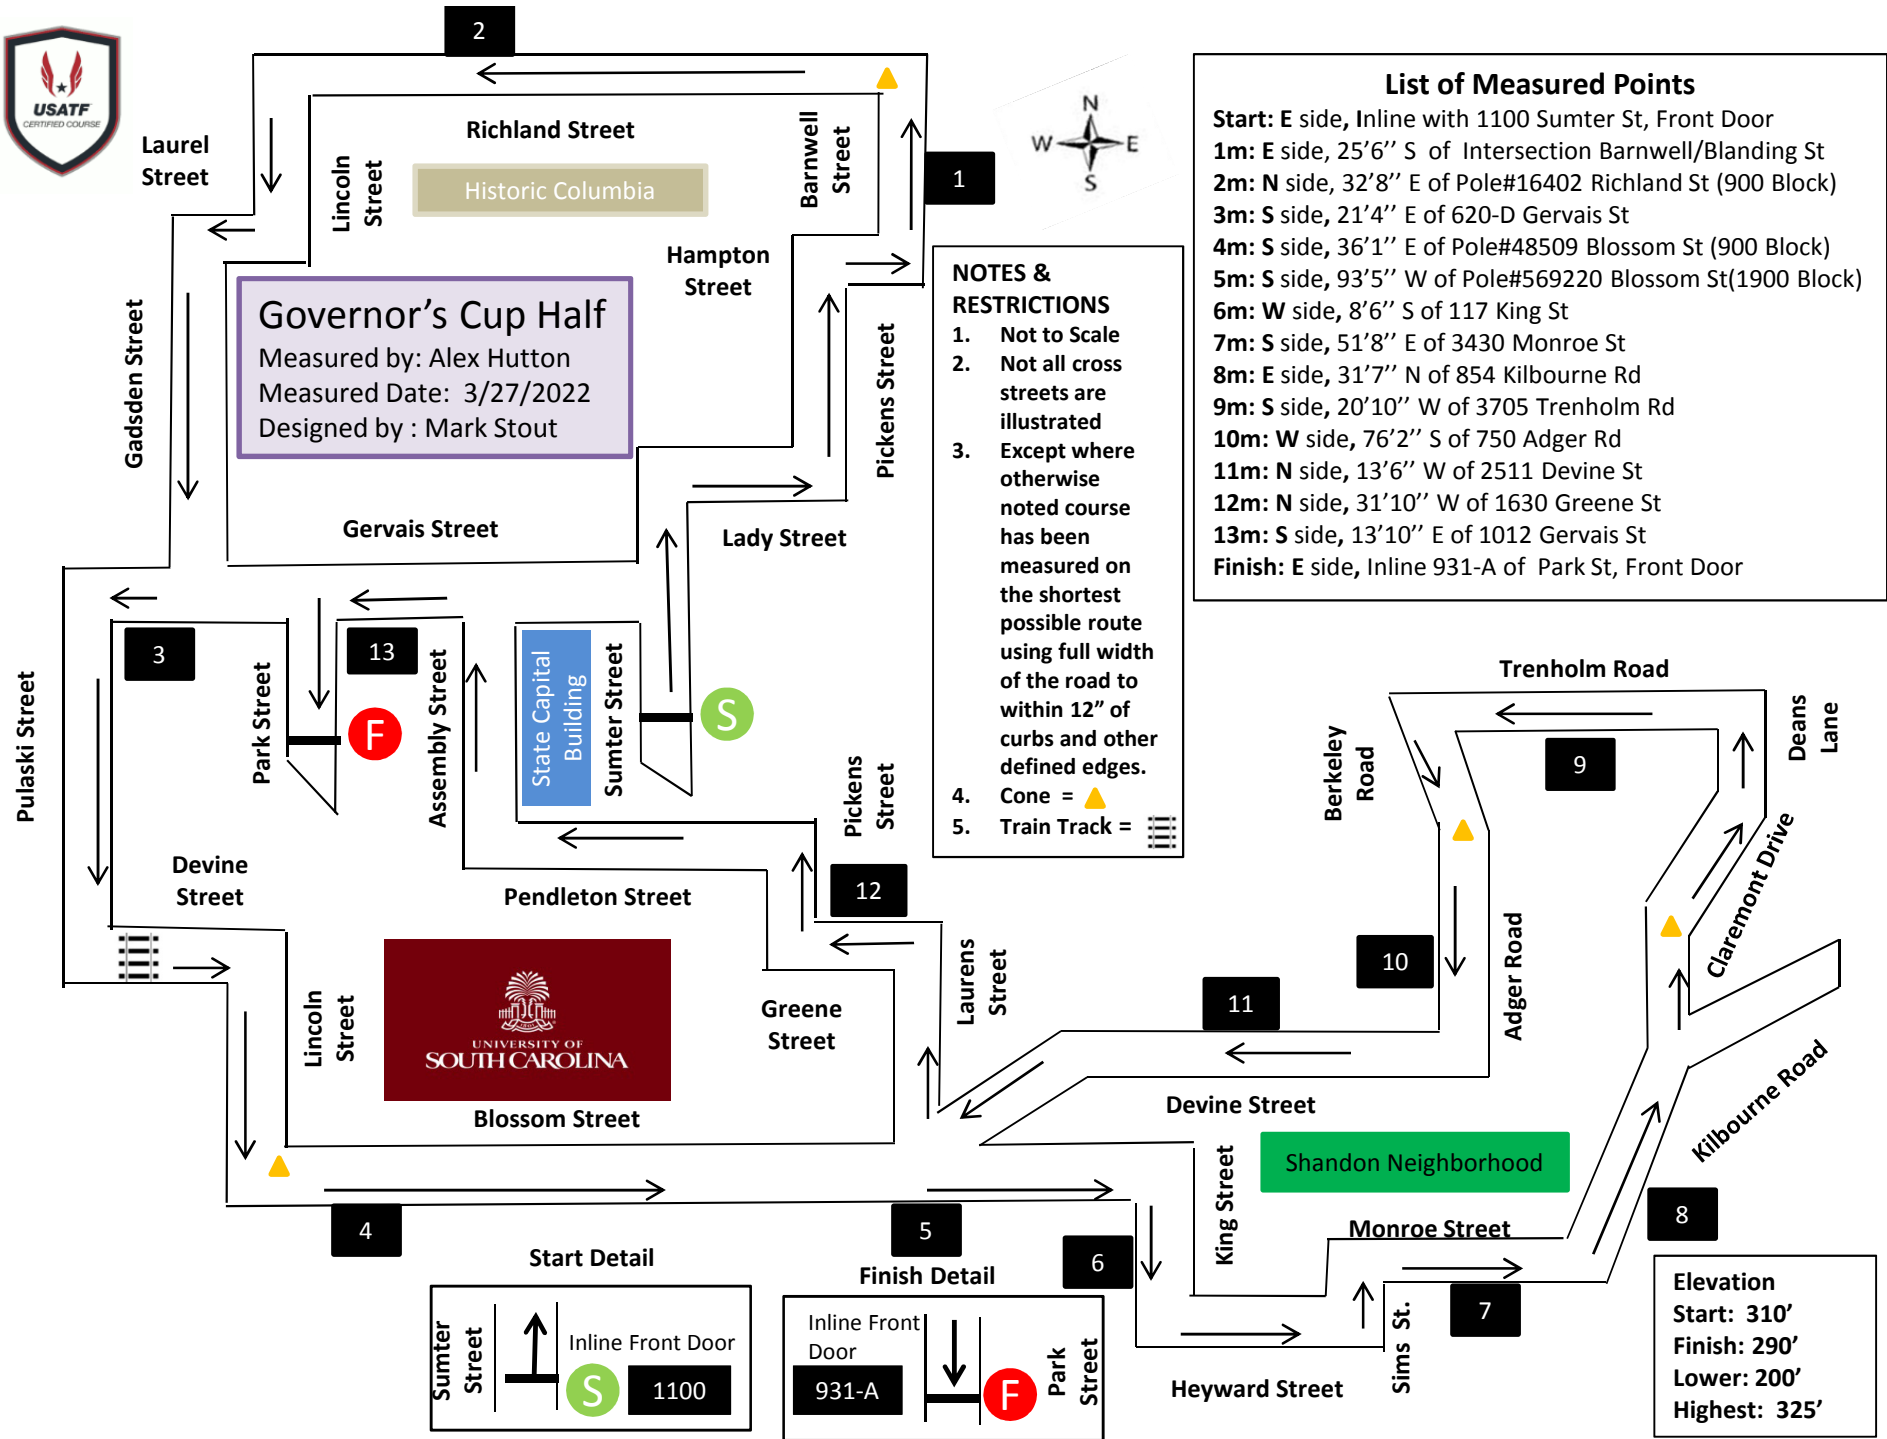 USATF
CERTIFIED COURSE
2
Laurel
Street
Richland Street
Lincoln
Street
Historic Columbia
Barnwell
Street
1
N
W
E
S
Hampton
Street
Gadsden Street
Governor’s Cup Half
Measured by: Alex Hutton
Measured Date: 3/27/2022
Designed by : Mark Stout
Pickens Street
Gervais Street
Lady Street
List of Measured Points
Start: E side, Inline with 1100 Sumter St, Front Door
1m: E side, 25’6’’ S of Intersection Barnwell/Blanding St
2m: N side, 32’8’’ E of Pole#16402 Richland St (900 Block)
3m: S side, 21’4’’ E of 620-D Gervais St
4m: S side, 36’1’’ E of Pole#48509 Blossom St (900 Block)
5m: S side, 93’5’’ W of Pole#569220 Blossom St(1900 Block)
6m: W side, 8’6’’ S of 117 King St
7m: S side, 51’8’’ E of 3430 Monroe St
8m: E side, 31’7’’ N of 854 Kilbourne Rd
9m: S side, 20’10’’ W of 3705 Trenholm Rd
10m: W side, 76’2’’ S of 750 Adger Rd
11m: N side, 13’6’’ W of 2511 Devine St
12m: N side, 31’10’’ W of 1630 Greene St
13m: S side, 13’10’’ E of 1012 Gervais St
Finish: E side, Inline 931-A of Park St, Front Door
NOTES &
RESTRICTIONS
1. Not to Scale
2. Not all cross
streets are
illustrated
3. Except where
otherwise
noted course
has been
measured on
the shortest
possible route
using full width
of the road to
within 12” of
curbs and other
defined edges.
4. Cone =
5. Train Track =
3
Park Street
13
F
Assembly Street
State Capital
Building
Sumter Street
S
Pulaski Street
Pickens
Street
Devine
Street
Pendleton Street
12
Lincoln
Street
UNIVERSITY OF
SOUTH CAROLINA
Greene
Street
Laurens
Street
Blossom Street
Trenholm Road
Berkeley
Road
9
Deans
Lane
Claremont Drive
10
Adger Road
11
Devine Street
Kilbourne Road
Shandon Neighborhood
King Street
Monroe Street
8
4
5
6
7
Sims St.
Heyward Street
Start Detail
Sumter
Street
Inline Front Door
S
1100
Finish Detail
Inline Front
Door
931-A
F
Park
Street
Elevation
Start: 310’
Finish: 290’
Lower: 200’
Highest: 325’